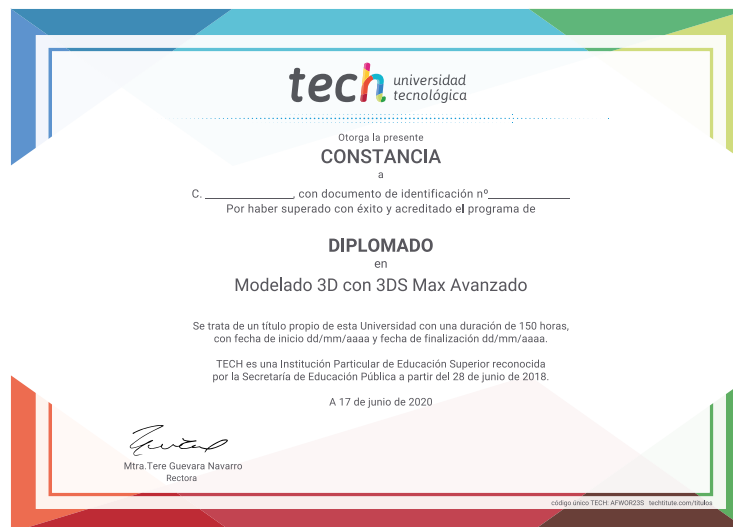 tech universidad
tecnológica
Otorga la presente
CONSTANCIA
a
C. ______________, con documento de identificación nº______________
Por haber superado con éxito y acreditado el programa de
DIPLOMADO
en
Modelado 3D con 3DS Max Avanzado
Se trata de un título propio de esta Universidad con una duración de 150 horas,
con fecha de inicio dd/mm/aaaa y fecha de finalización dd/mm/aaaa.
TECH es una Institución Particular de Educación Superior reconocida
por la Secretaría de Educación Pública a partir del 28 de junio de 2018.
A 17 de junio de 2020
Mtra.Tere Guevara Navarro
Rectora
código único TECH: AFWOR23S techtitute.com/titulos